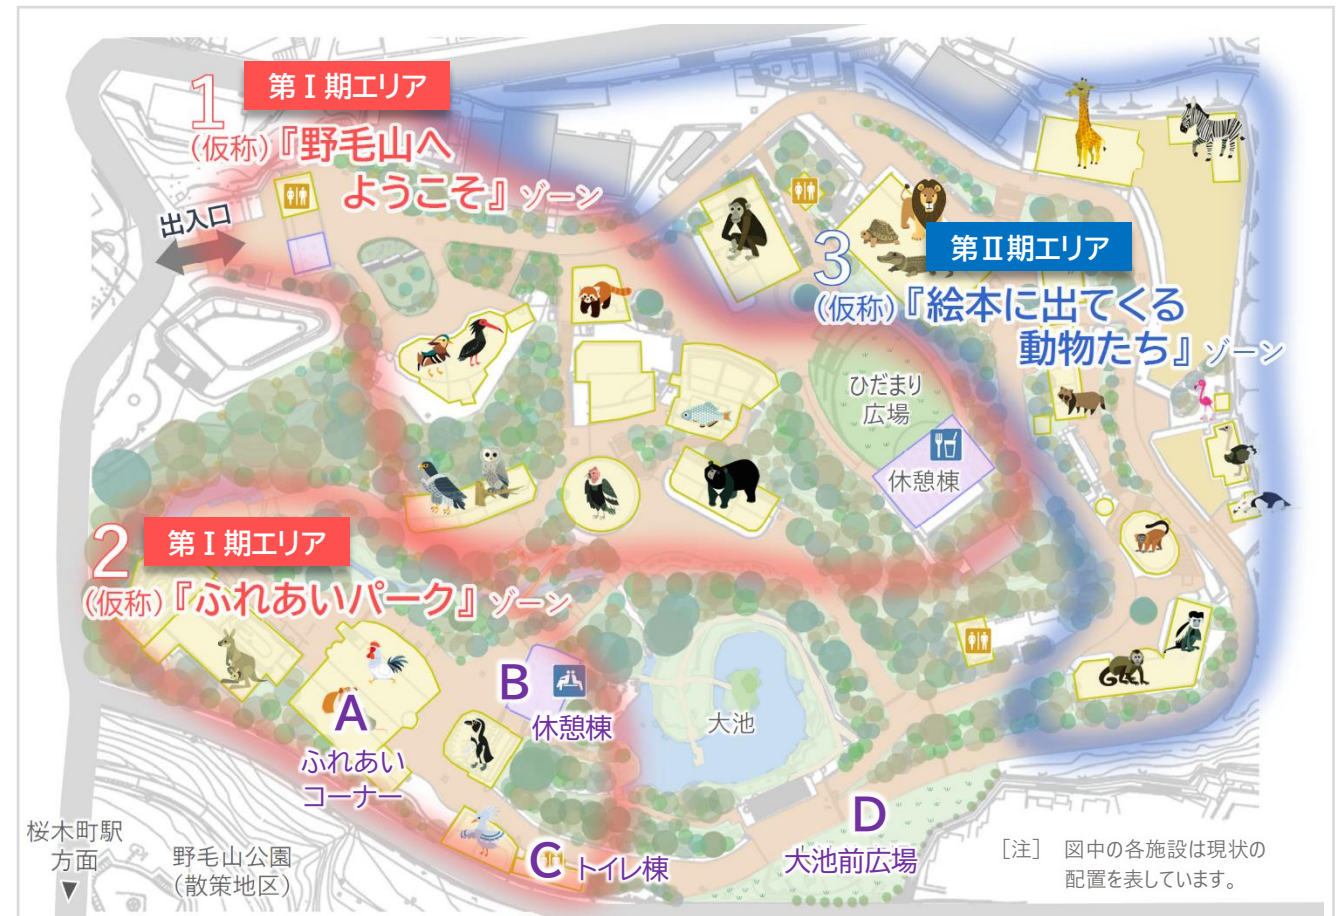 1
第Ⅰ期エリア
(仮称)『野毛山へ
ようこそ』ゾーン
出入口
3
第Ⅱ期エリア
(仮称)『絵本に出てくる
動物たち』ゾーン
ひだまり
広場
休憩棟
2
第Ⅰ期エリア
(仮称)『ふれあいパーク』ゾーン
A
ふれあい
コーナー
B
休憩棟
大池
C トイレ棟
D
大池前広場
桜木町駅
方面
▼
野毛山公園
(散策地区)
[注] 図中の各施設は現状の
配置を表しています。